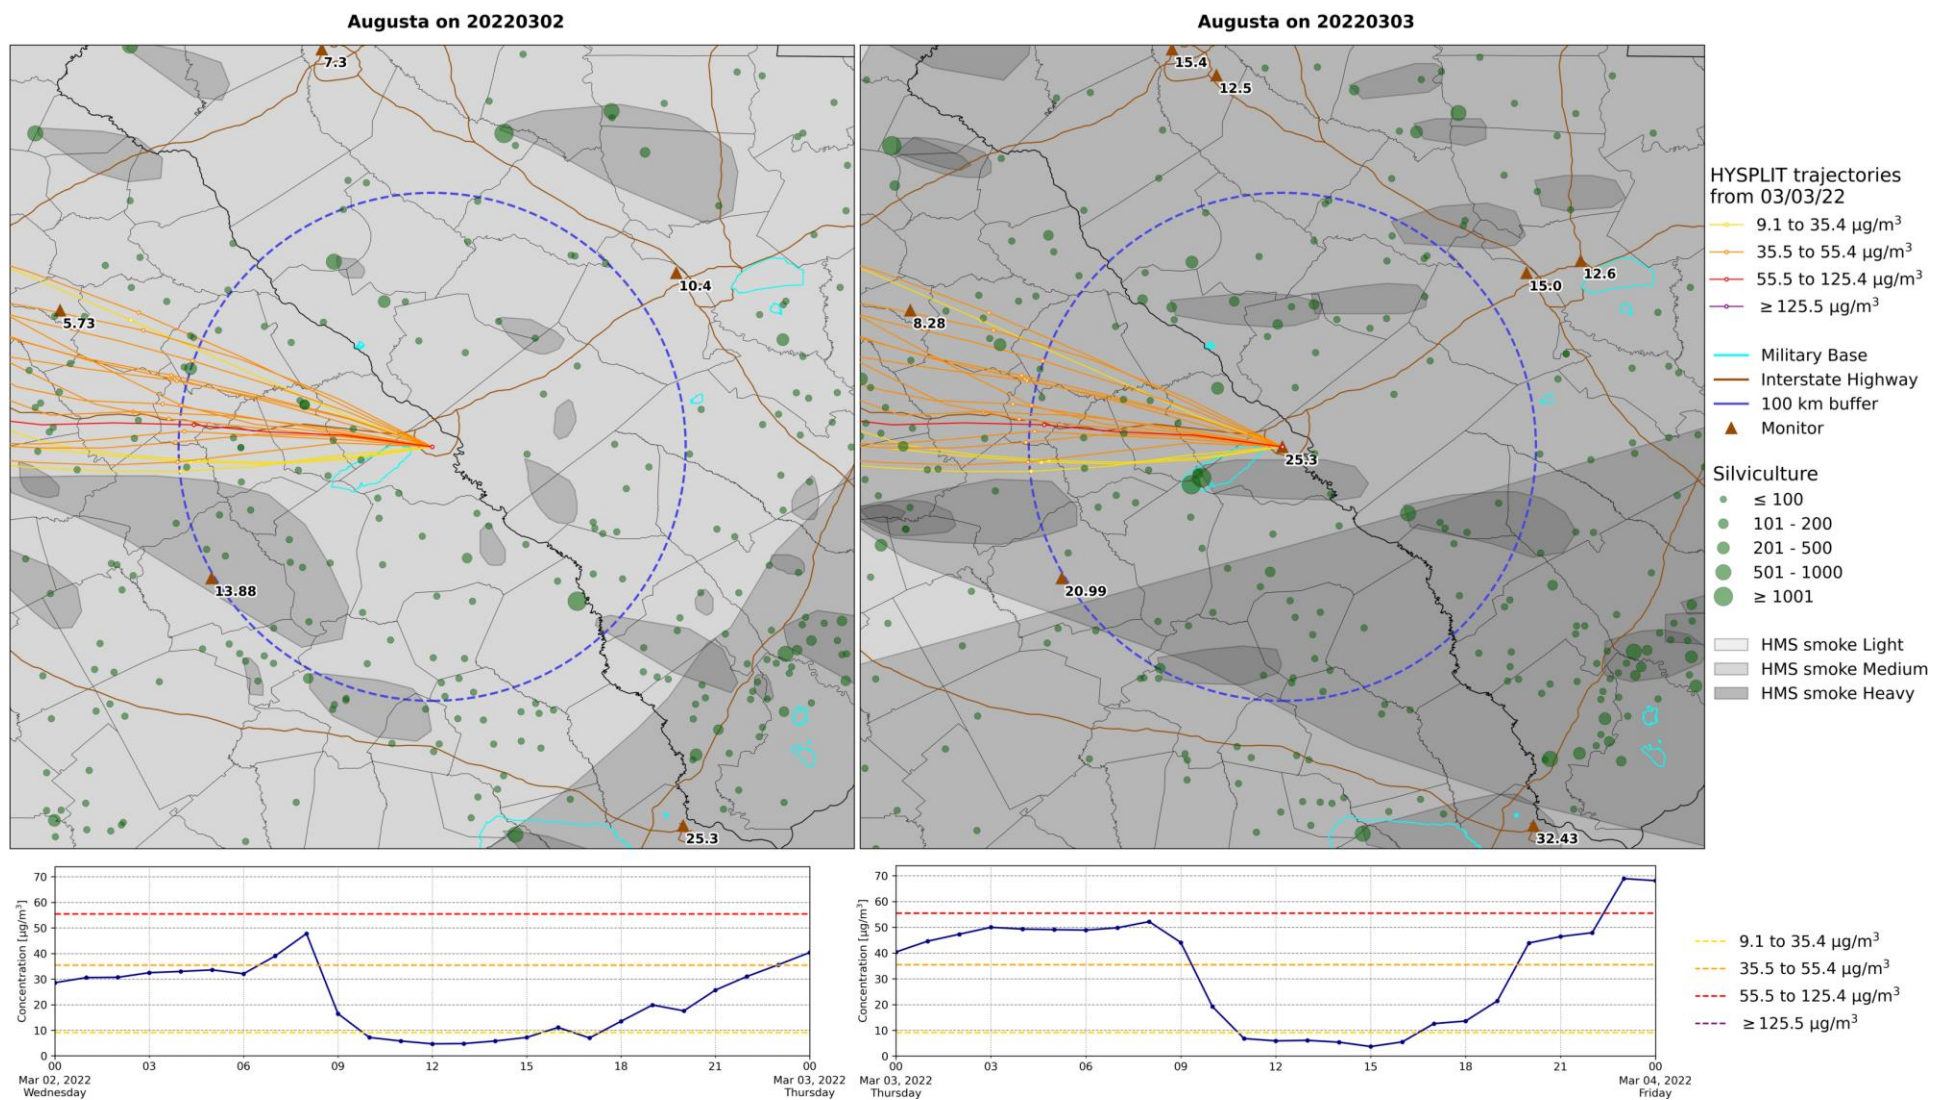 Augusta on 20220302
Augusta on 20220303
7.3
10.4
5.73
13.88
25.3
15.4
12.5
12.6
15.0
8.28
25.3
20.99
32.43
HYSPLIT trajectories
from 03/03/22
9.1 to 35.4 µg/m³
35.5 to 55.4 µg/m³
55.5 to 125.4 µg/m³
≥ 125.5 µg/m³
Military Base
Interstate Highway
100 km buffer
Monitor
Silviculture
≤ 100
101 - 200
201 - 500
501 - 1000
≥ 1001
HMS smoke Light
HMS smoke Medium
HMS smoke Heavy
Concentration [µg/m³]
70
60
50
40
30
20
10
0
00 03 06 09 12 15 18 21 00
Mar 02, 2022 Mar 03, 2022
Wednesday Thursday
Concentration [µg/m³]
70
60
50
40
30
20
10
0
00 03 06 09 12 15 18 21 00
Mar 03, 2022 Mar 04, 2022
Thursday Friday
9.1 to 35.4 µg/m³
35.5 to 55.4 µg/m³
55.5 to 125.4 µg/m³
≥ 125.5 µg/m³